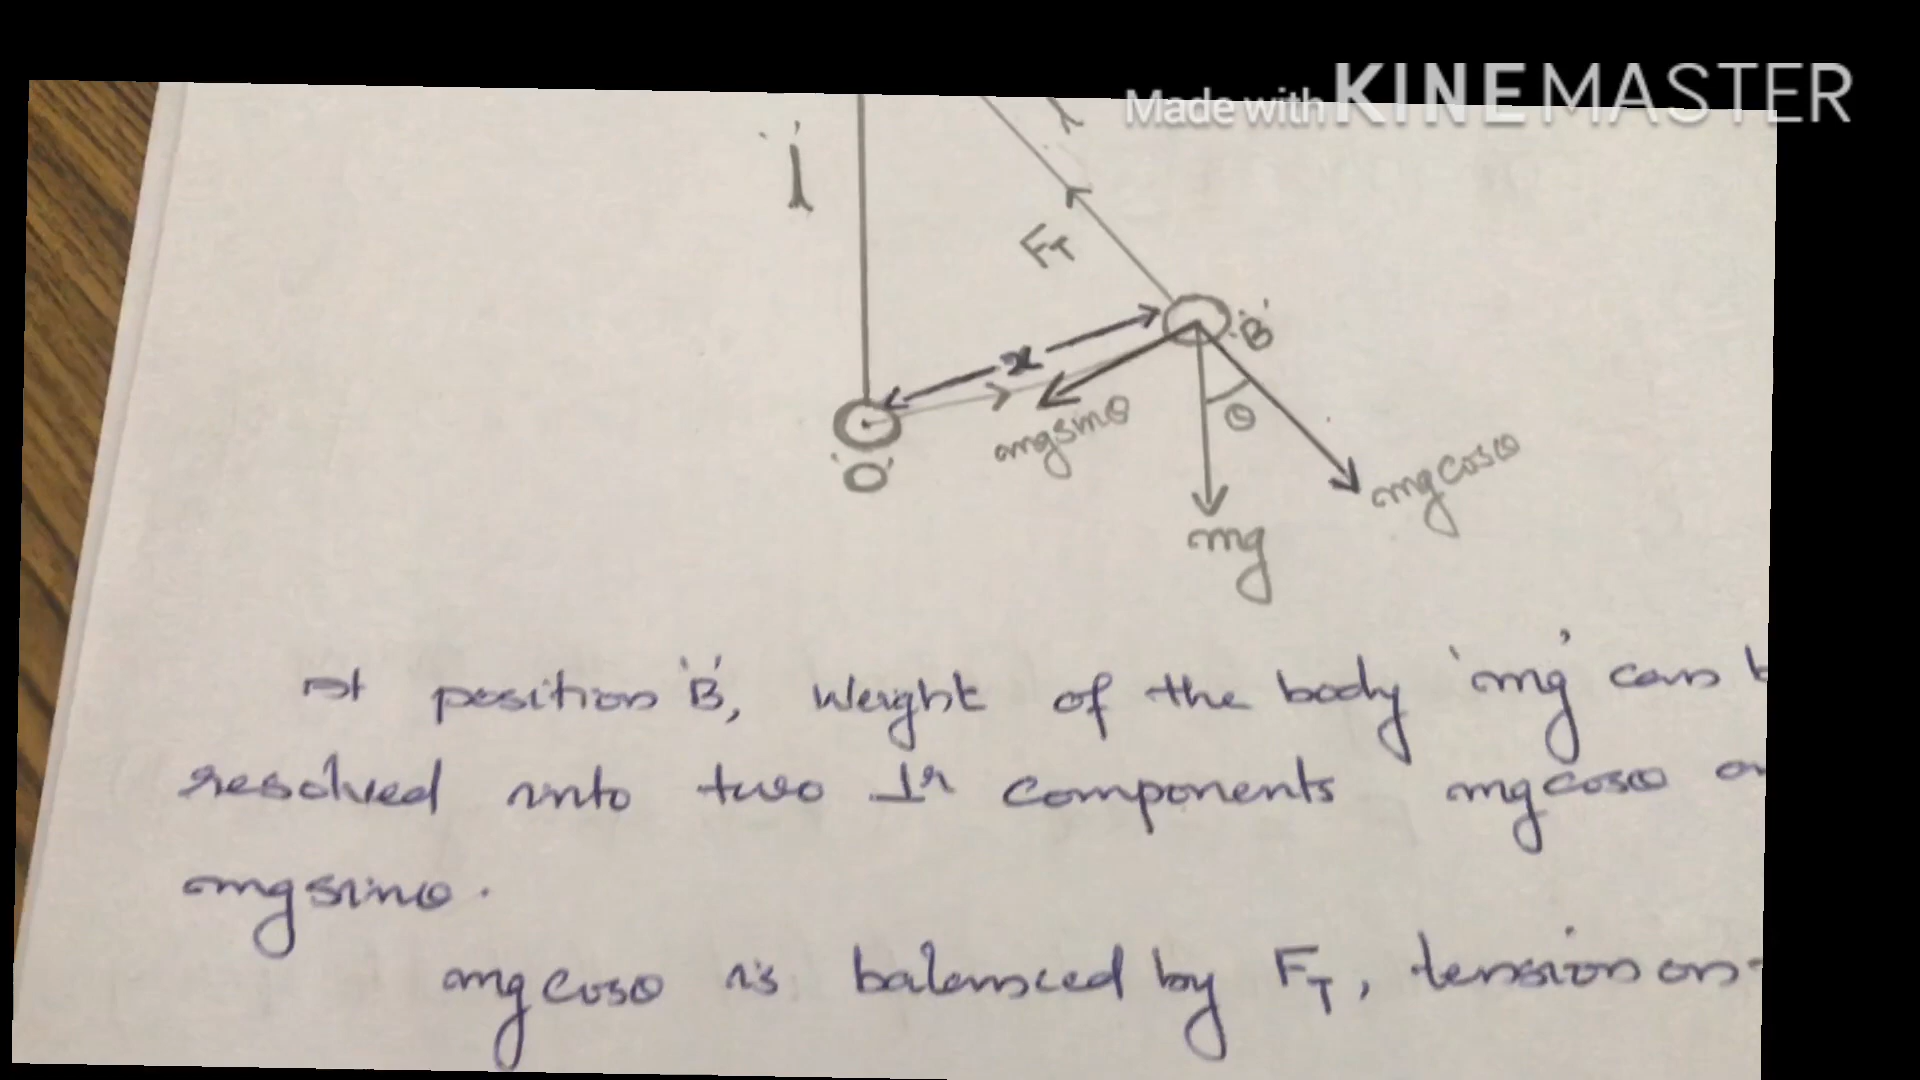 Made with KINEMASTER
l
FT
x
'B'
mgsinθ
θ
'O'
mgcosθ
mg
At position 'B', Weight of the body 'mg' can
resolved into two ⊥r components mgcosθ
mgsinθ.
mgcosθ is balanced by FT, tension on